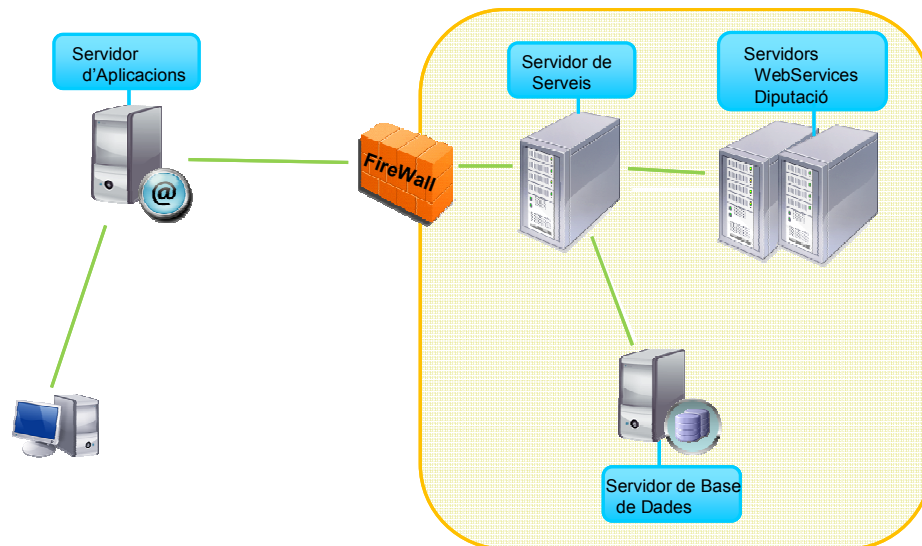 Servidor
d’Aplicacions
Servidor de
Serveis
Servidors
WebServices
Diputació
FireWall
@
Servidor de Base
de Dades